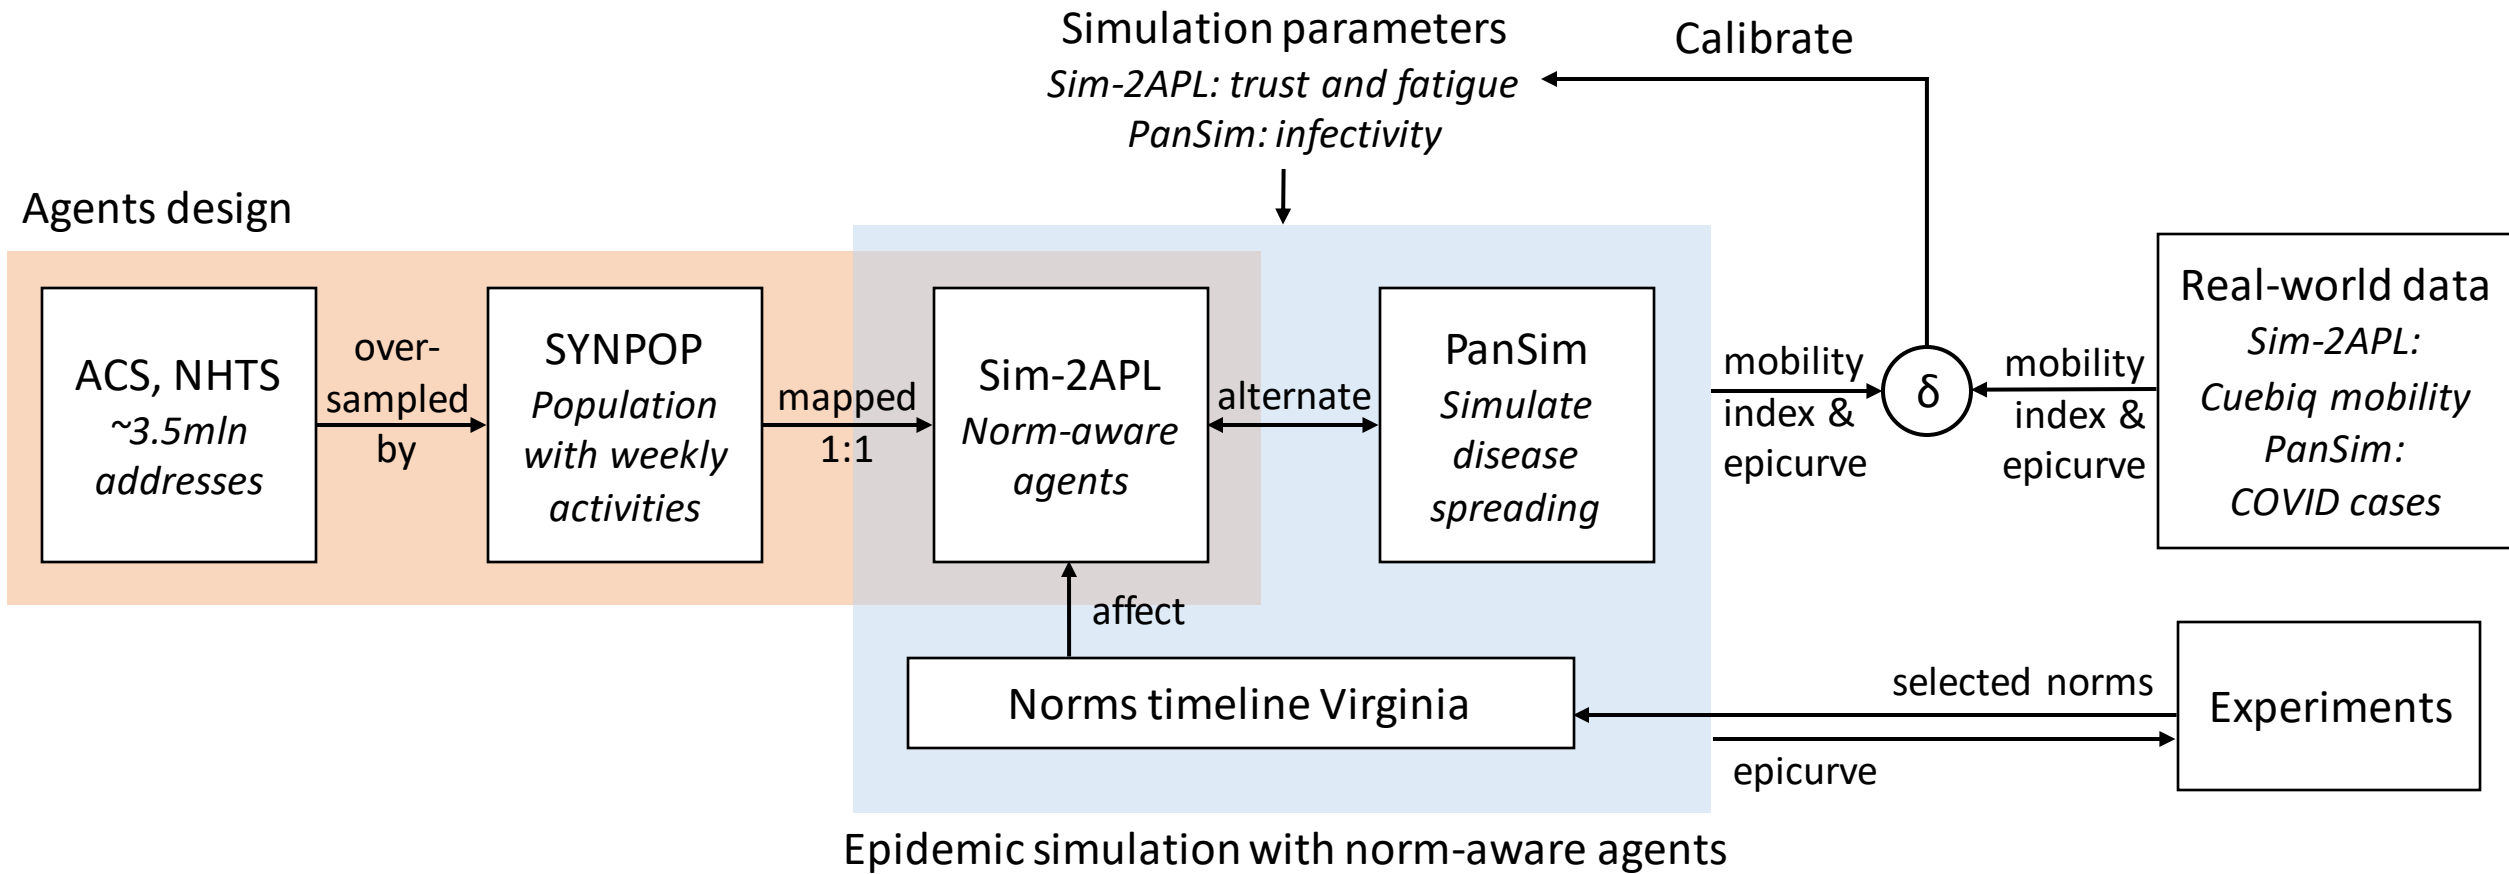 Simulation parameters
Sim-2APL: trust and fatigue
PanSim: infectivity
Calibrate
Agents design
ACS, NHTS
~3.5mln
addresses
over-
sampled
by
SYNPOP
Population
with weekly
activities
mapped
1:1
Sim-2APL
Norm-aware
agents
alternate
PanSim
Simulate
disease
spreading
mobility
index &
epicurve
δ
mobility
index &
epicurve
Real-world data
Sim-2APL:
Cuebiq mobility
PanSim:
COVID cases
affect
Norms timeline Virginia
selected norms
epicurve
Experiments
Epidemic simulation with norm-aware agents